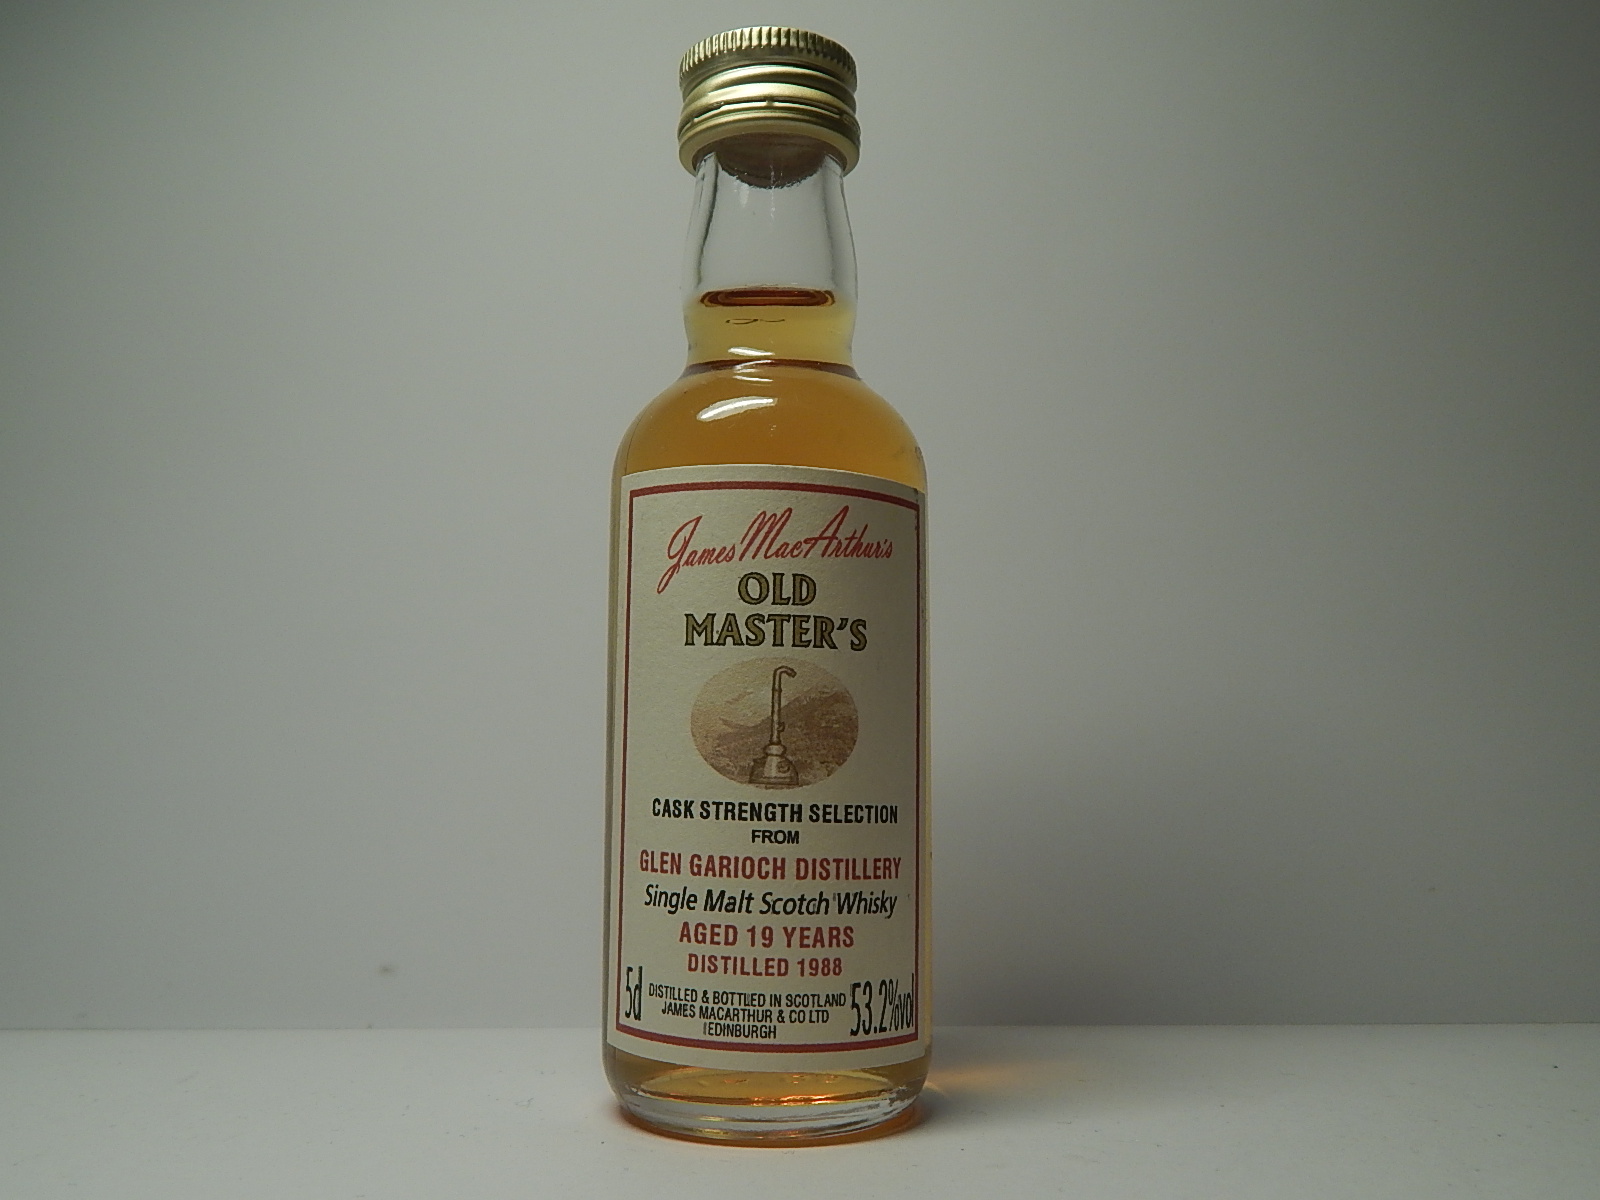 James MacArthur's
OLD
MASTER'S
CASK STRENGTH SELECTION
FROM
GLEN GARIOCH DISTILLERY
Single Malt Scotch Whisky
AGED 19 YEARS
DISTILLED 1988
5d
DISTILLED & BOTTLED IN SCOTLAND
JAMES MACARTHUR & CO LTD
EDINBURGH
53.2%vol